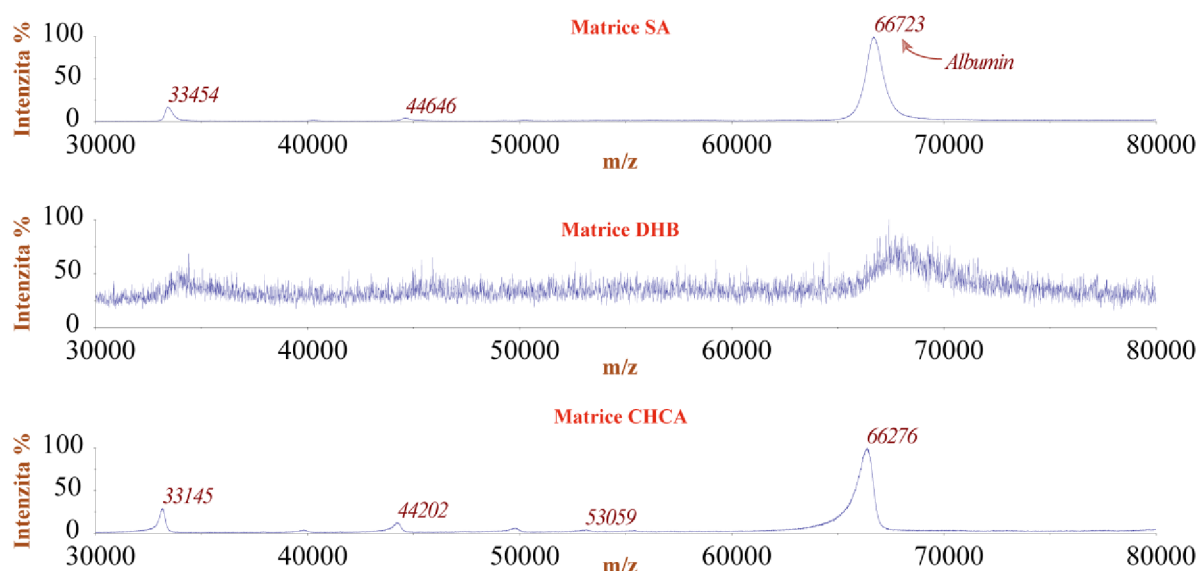 Matrice SA
66723
Albumin
33454
44646
Intenzita %
100
50
0
30000 40000 50000 60000 70000 80000
m/z
Matrice DHB
Intenzita %
100
50
0
30000 40000 50000 60000 70000 80000
m/z
Matrice CHCA
66276
33145
44202
53059
Intenzita %
100
50
0
30000 40000 50000 60000 70000 80000
m/z